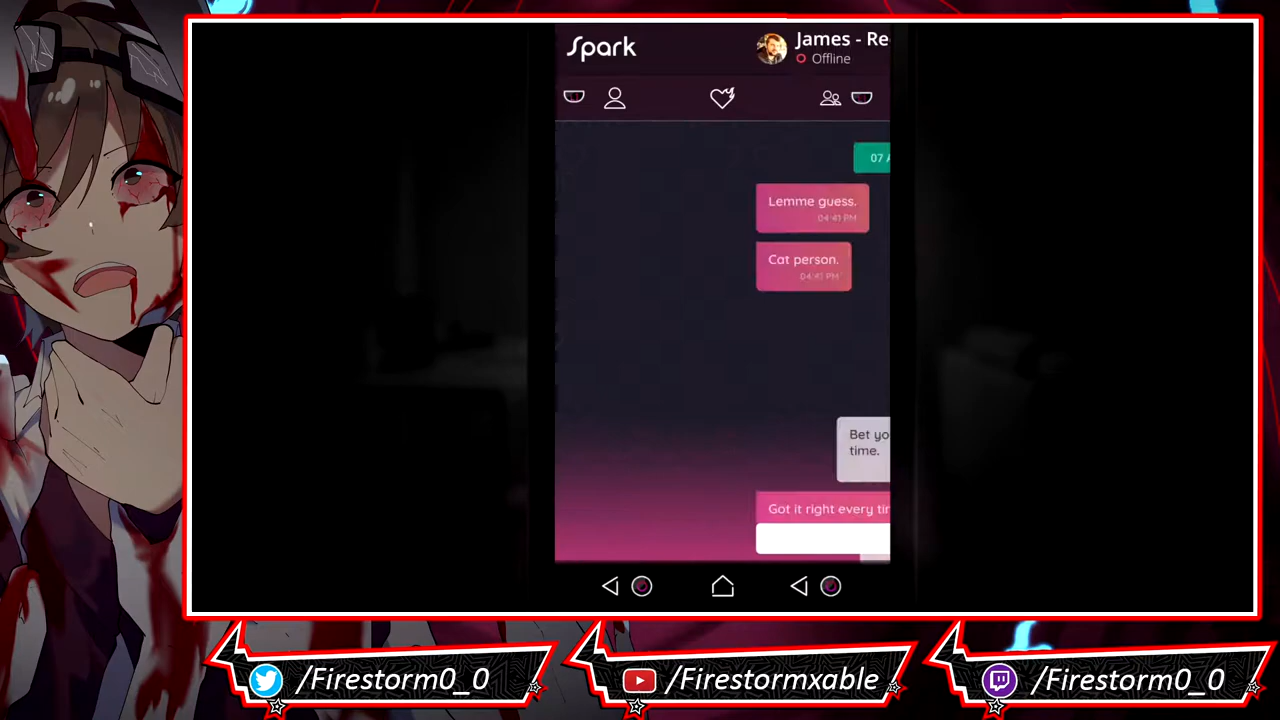 Spark
James - Re
Offline
07 A
Lemme guess.
04:41 PM
Cat person.
04:41 PM
Bet yo
time.
Got it right every tir
/Firestorm0_0
/Firestormxable
/Firestorm0_0